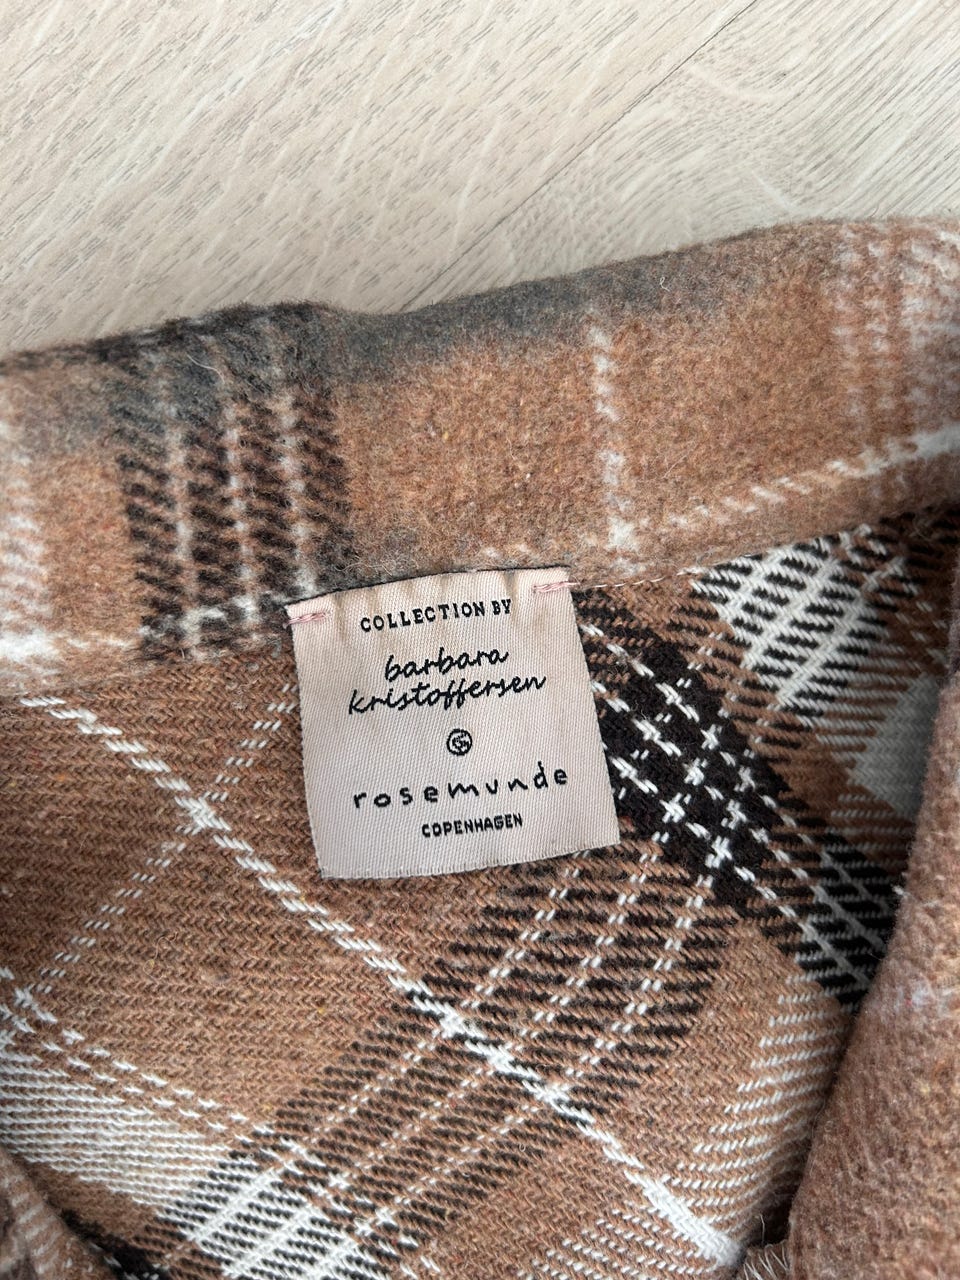 COLLECTION BY
barbara
kristoffersen
rosemunde
COPENHAGEN